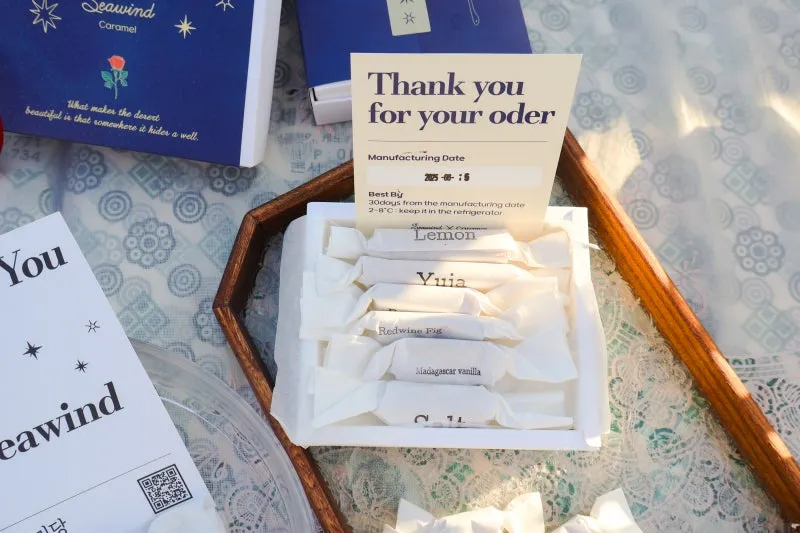 Seawind
Caramel
What makes the desert
beautiful is that somewhere it hides a well.
Thank you
for your oder
Manufacturing Date
Best By
30days from the manufacturing date
2-8°C keep it in the refrigerator
Lemon
Yuja
Redwine Fig
Madagascar vanilla
Salt
You
eawind